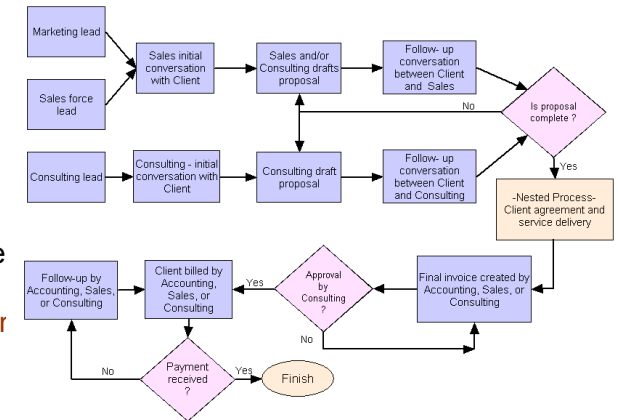 Marketing lead
Sales initial
conversation
with Client
Sales and/or
Consulting drafts
proposal
Follow- up
conversation
between Client
and Sales
Sales force
lead
No
Is proposal
complete ?
Consulting lead
Consulting - initial
conversation with
Client
Consulting draft
proposal
Follow- up
conversation
between Client
and Consulting
Yes
-Nested Process-
Client agreement and
service delivery
e
r
Follow-up by
Accounting, Sales,
or Consulting
Client billed by
Accounting,
Sales, or
Consulting
Yes
Approval
by
Consulting
?
Final invoice created by
Accounting, Sales, or
Consulting
No
No
Payment
received
?
Yes
Finish